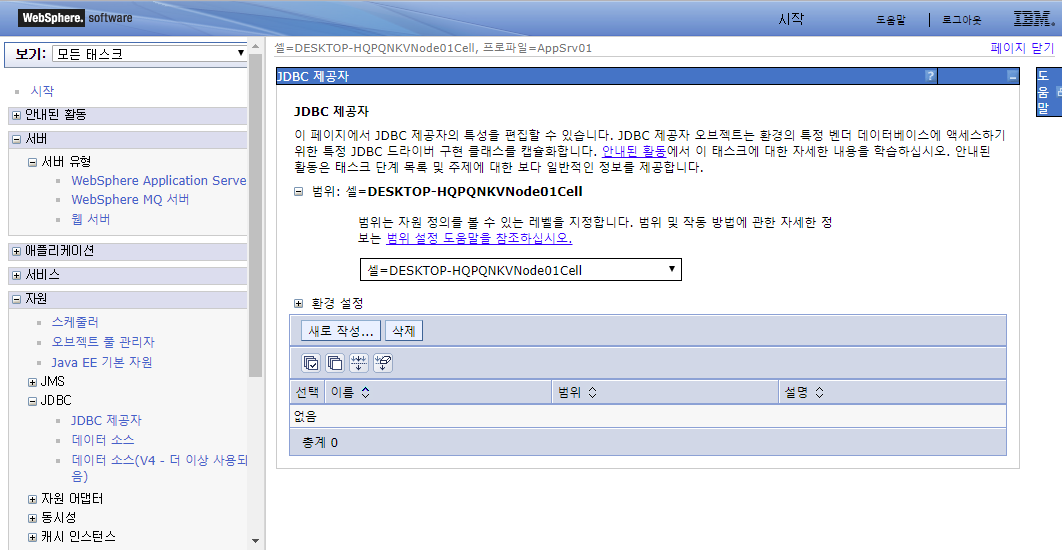 WebSphere. software
시작
도움말
로그아웃
IBM.
보기: 모든 태스크
시작
안내된 활동
서버
서버 유형
WebSphere Application Serve
WebSphere MQ 서버
웹 서버
애플리케이션
서비스
자원
스케줄러
오브젝트 풀 관리자
Java EE 기본 자원
JMS
JDBC
JDBC 제공자
데이터 소스
데이터 소스(V4 - 더 이상 사용되
음)
자원 어댑터
동시성
캐시 인스턴스
셀=DESKTOP-HQPQNKVNode01Cell, 프로파일=AppSrv01
페이지 닫기
JDBC 제공자
?
JDBC 제공자
이 페이지에서 JDBC 제공자의 특성을 편집할 수 있습니다. JDBC 제공자 오브젝트는 환경의 특정 벤더 데이터베이스에 액세스하기
위한 특정 JDBC 드라이버 구현 클래스를 캡슐화합니다. 안내된 활동에서 이 태스크에 대한 자세한 내용을 학습하십시오. 안내된
활동은 태스크 단계 목록 및 주제에 대한 보다 일반적인 정보를 제공합니다.
범위: 셀=DESKTOP-HQPQNKVNode01Cell
범위는 자원 정의를 볼 수 있는 레벨을 지정합니다. 범위 및 작동 방법에 관한 자세한 정
보는 범위 설정 도움말을 참조하십시오.
셀=DESKTOP-HQPQNKVNode01Cell
환경 설정
새로 작성... 삭제
선택 이름 범위 설명
없음
총계 0
도
움
말